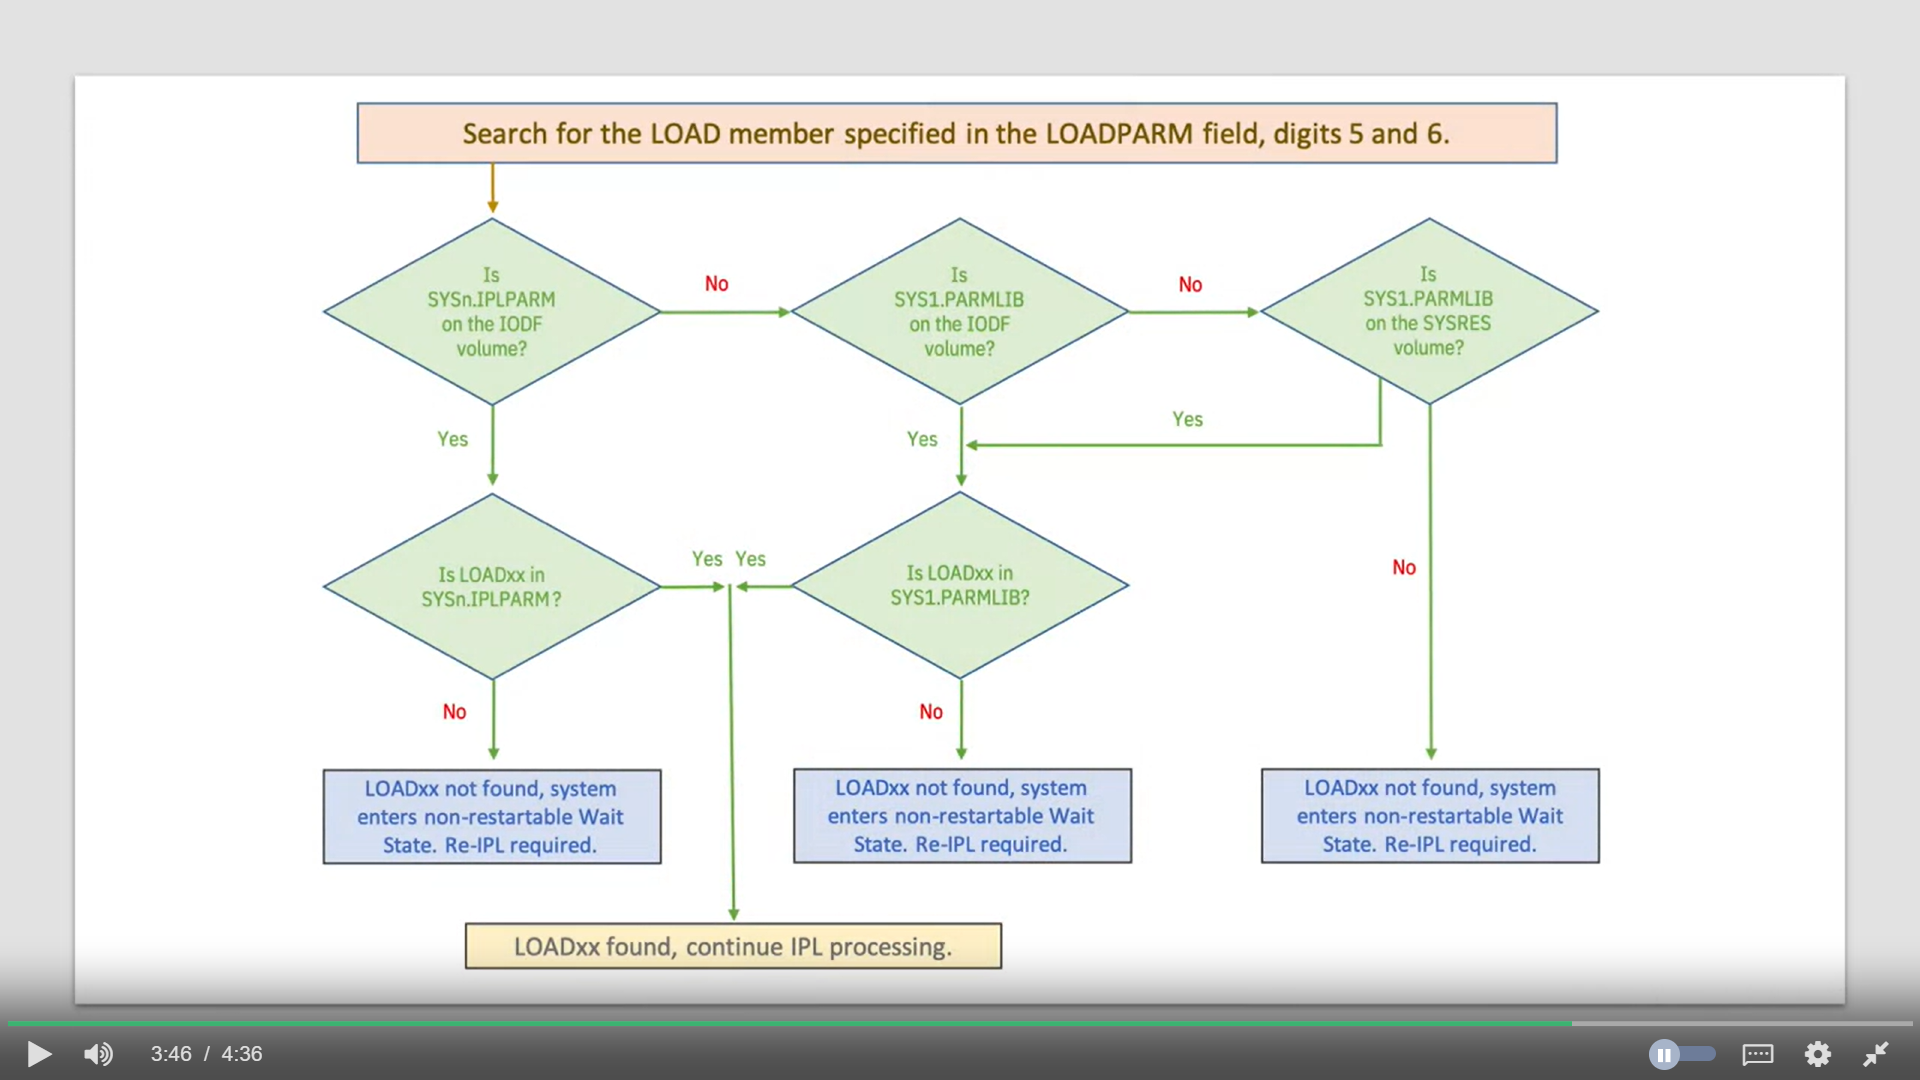 Search for the LOAD member specified in the LOADPARM field, digits 5 and 6.
Is
SYSn.IPLPARM
on the IODF
volume?
No
Is
SYS1.PARMLIB
on the IODF
volume?
No
Is
SYS1.PARMLIB
on the SYSRES
volume?
Yes
Yes
Yes
Is LOADxx in
SYSn.IPLPARM?
Yes Yes
Is LOADxx in
SYS1.PARMLIB?
No
No
No
LOADxx not found, system
enters non-restartable Wait
State. Re-IPL required.
LOADxx not found, system
enters non-restartable Wait
State. Re-IPL required.
LOADxx not found, system
enters non-restartable Wait
State. Re-IPL required.
LOADxx found, continue IPL processing.
3:46 / 4:36